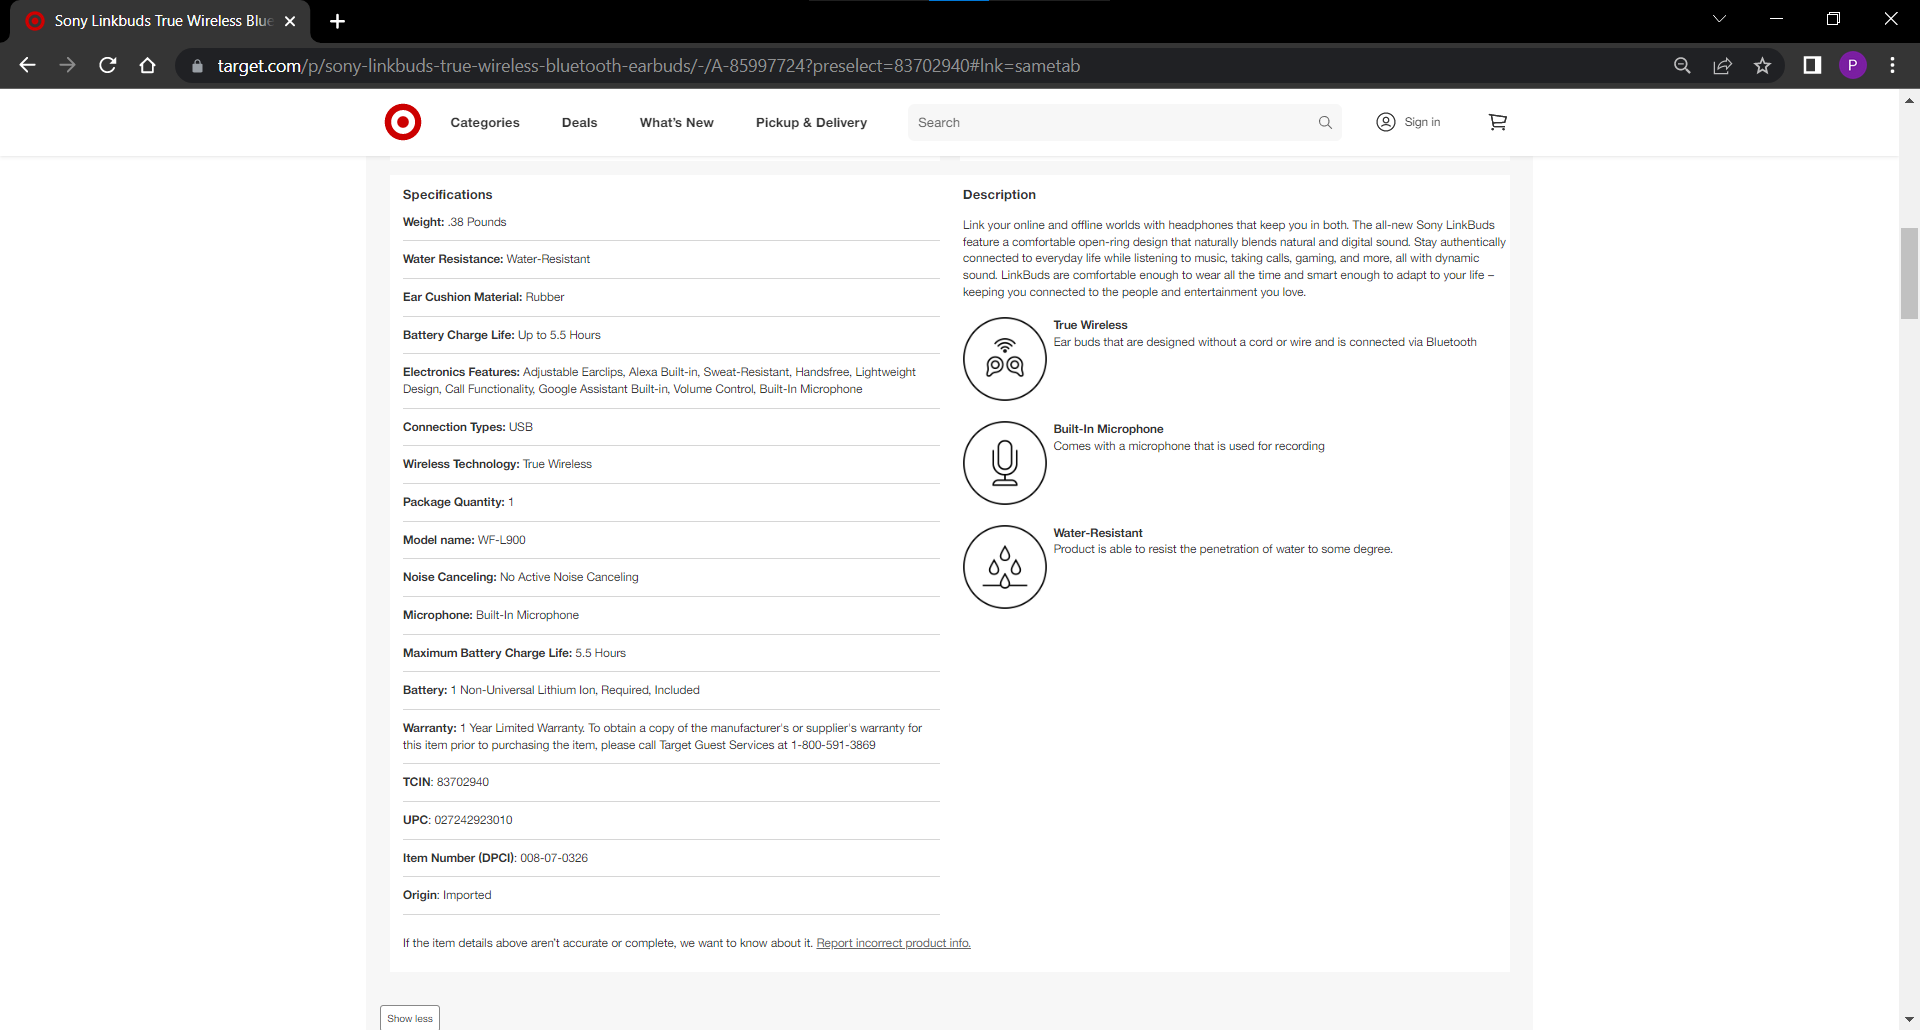 Sony Linkbuds True Wireless Blue
target.com/p/sony-linkbuds-true-wireless-bluetooth-earbuds/-/A-85997724?preselect=83702940#lnk=sametab
P
Categories
Deals
What's New
Pickup & Delivery
Search
Sign in
Specifications
Weight: .38 Pounds
Water Resistance: Water-Resistant
Ear Cushion Material: Rubber
Battery Charge Life: Up to 5.5 Hours
Electronics Features: Adjustable Earclips, Alexa Built-in, Sweat-Resistant, Handsfree, Lightweight
Design, Call Functionality, Google Assistant Built-in, Volume Control, Built-In Microphone
Connection Types: USB
Wireless Technology: True Wireless
Package Quantity: 1
Model name: WF-L900
Noise Canceling: No Active Noise Canceling
Microphone: Built-In Microphone
Maximum Battery Charge Life: 5.5 Hours
Battery: 1 Non-Universal Lithium Ion, Required, Included
Warranty: 1 Year Limited Warranty. To obtain a copy of the manufacturer's or supplier's warranty for
this item prior to purchasing the item, please call Target Guest Services at 1-800-591-3869
TCIN: 83702940
UPC: 027242923010
Item Number (DPCI): 008-07-0326
Origin: Imported
If the item details above aren't accurate or complete, we want to know about it. Report incorrect product info.
Description
Link your online and offline worlds with headphones that keep you in both. The all-new Sony LinkBuds
feature a comfortable open-ring design that naturally blends natural and digital sound. Stay authentically
connected to everyday life while listening to music, taking calls, gaming, and more, all with dynamic
sound. LinkBuds are comfortable enough to wear all the time and smart enough to adapt to your life –
keeping you connected to the people and entertainment you love.
True Wireless
Ear buds that are designed without a cord or wire and is connected via Bluetooth
Built-In Microphone
Comes with a microphone that is used for recording
Water-Resistant
Product is able to resist the penetration of water to some degree.
Show less